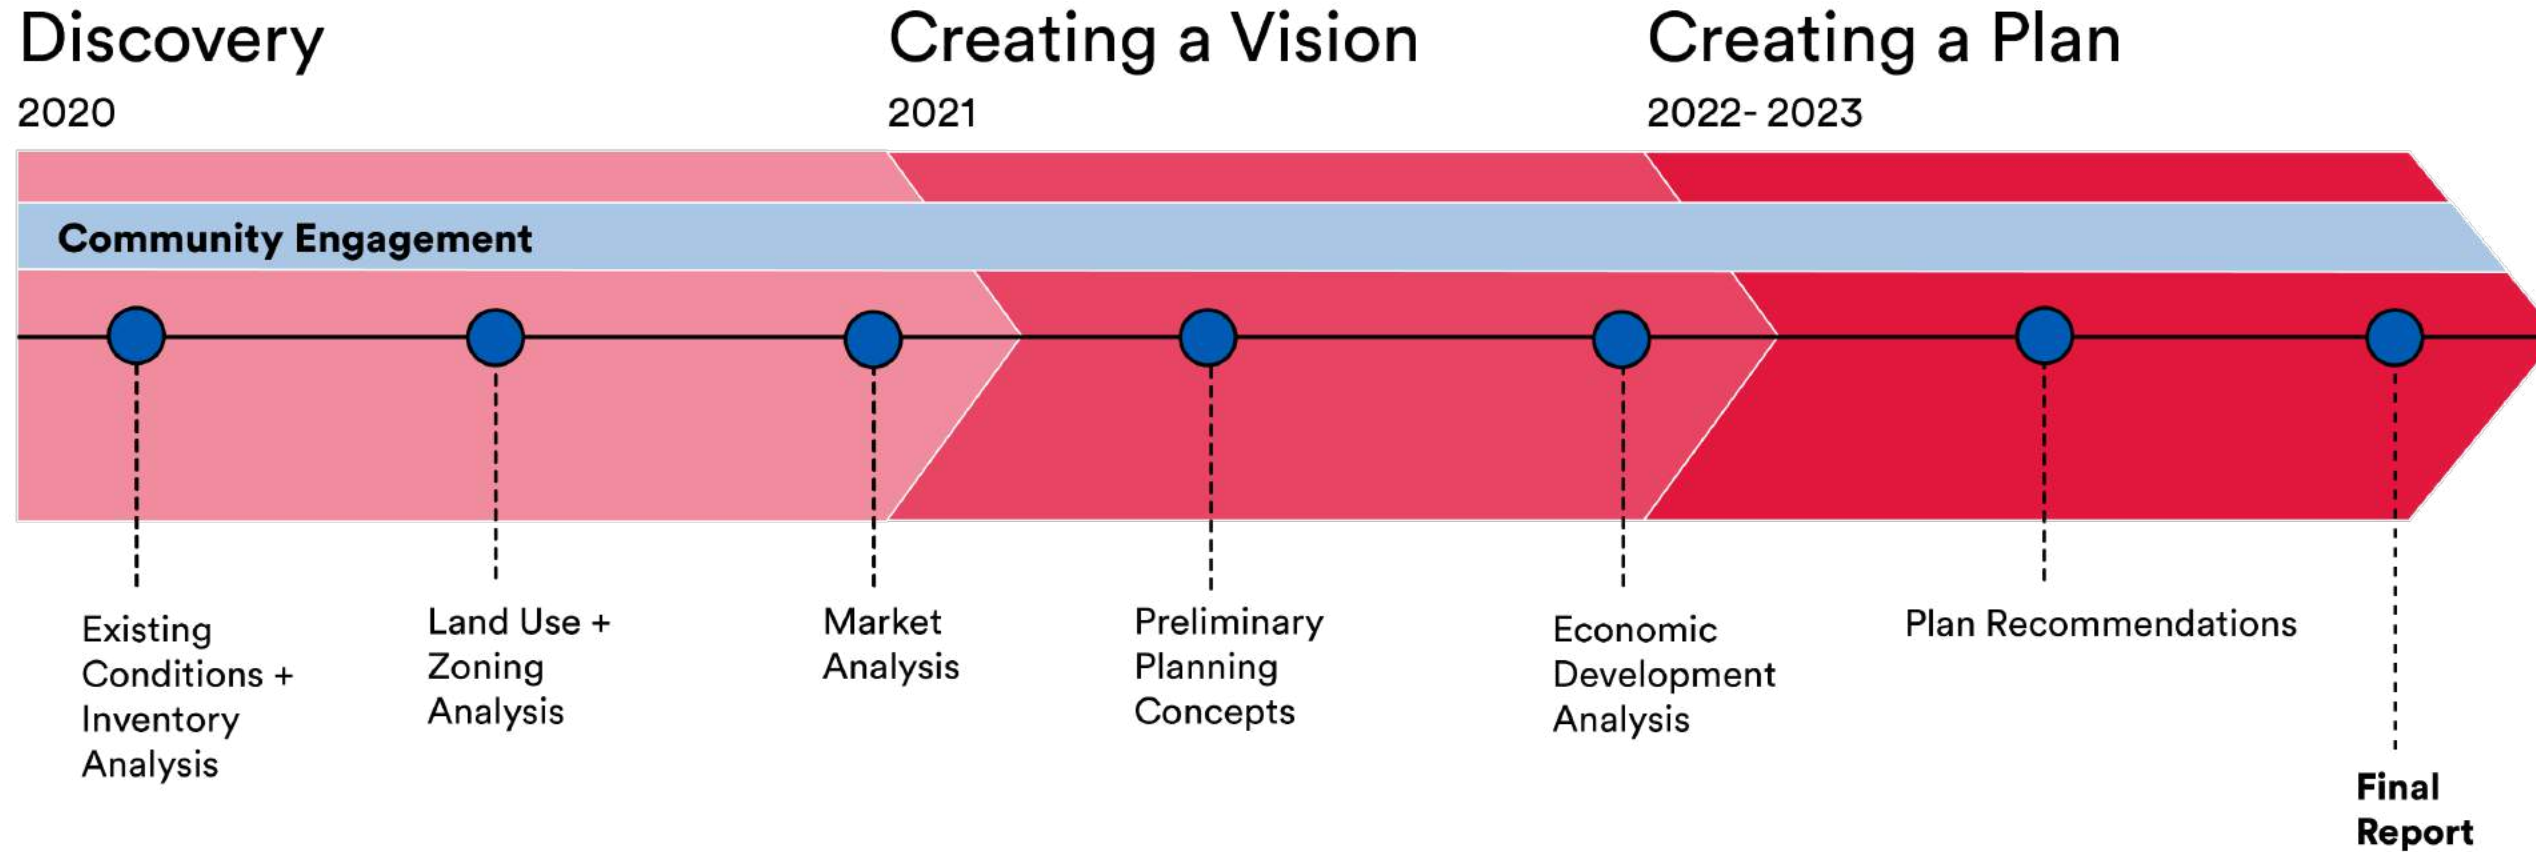 Discovery
2020
Creating a Vision
2021
Creating a Plan
2022- 2023
Community Engagement
Existing
Conditions +
Inventory
Analysis
Land Use +
Zoning
Analysis
Market
Analysis
Preliminary
Planning
Concepts
Economic
Development
Analysis
Plan Recommendations
Final
Report